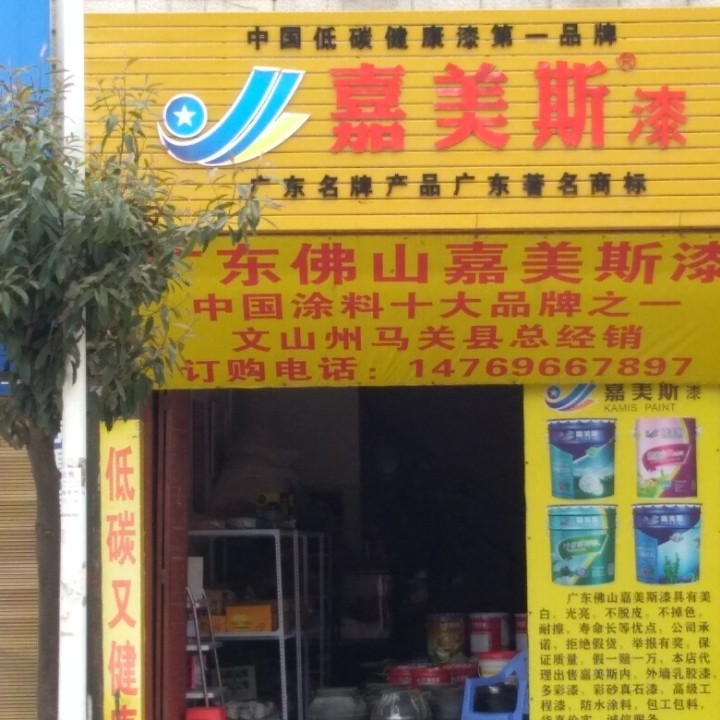 中国低碳健康漆第一品牌
嘉美斯®漆
广东名牌产品广东著名商标
广东佛山嘉美斯漆
中国涂料十大品牌之一
文山州马关县总经销
订购电话：14769667897
嘉美斯漆
KAMIS PAINT
低碳又健康
广东佛山嘉美斯漆具有美
白、光亮、不脱皮、不掉色、
耐擦、寿命长等优点，公司承
诺，拒绝假货，举报有奖，保
证质量，假一赔一万，本店代
理出售嘉美斯内、外墙乳胶漆、
多彩漆、彩砂真石漆、高级工
程漆、防水涂料，包工包料，